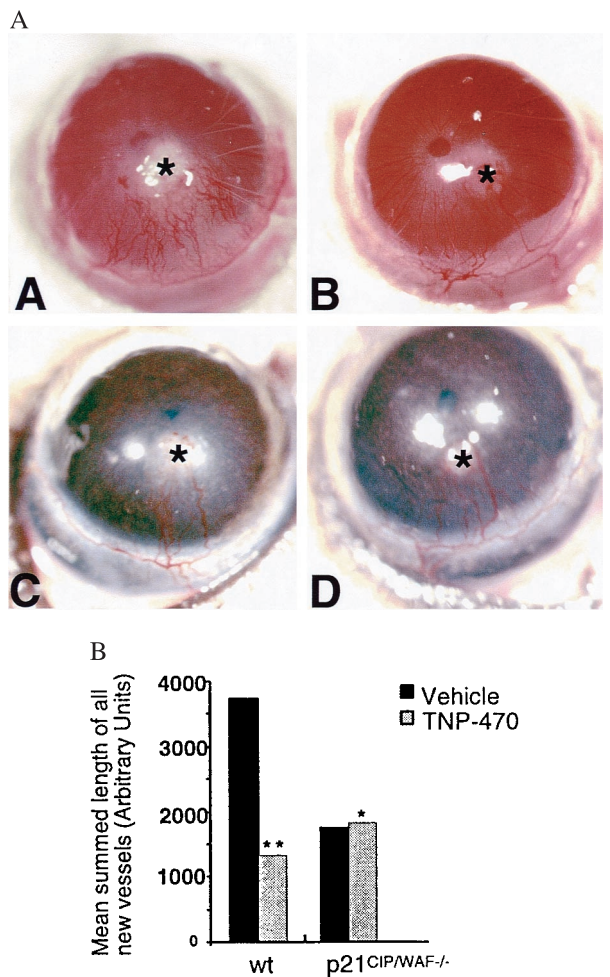 A
*
*
A
B
*
*
C
D
B
Mean summed length of all
new vessels (Arbitrary Units)
4000
3000
2000
1000
0
Vehicle
TNP-470
**
*
wt
p21CIP/WAF-/-